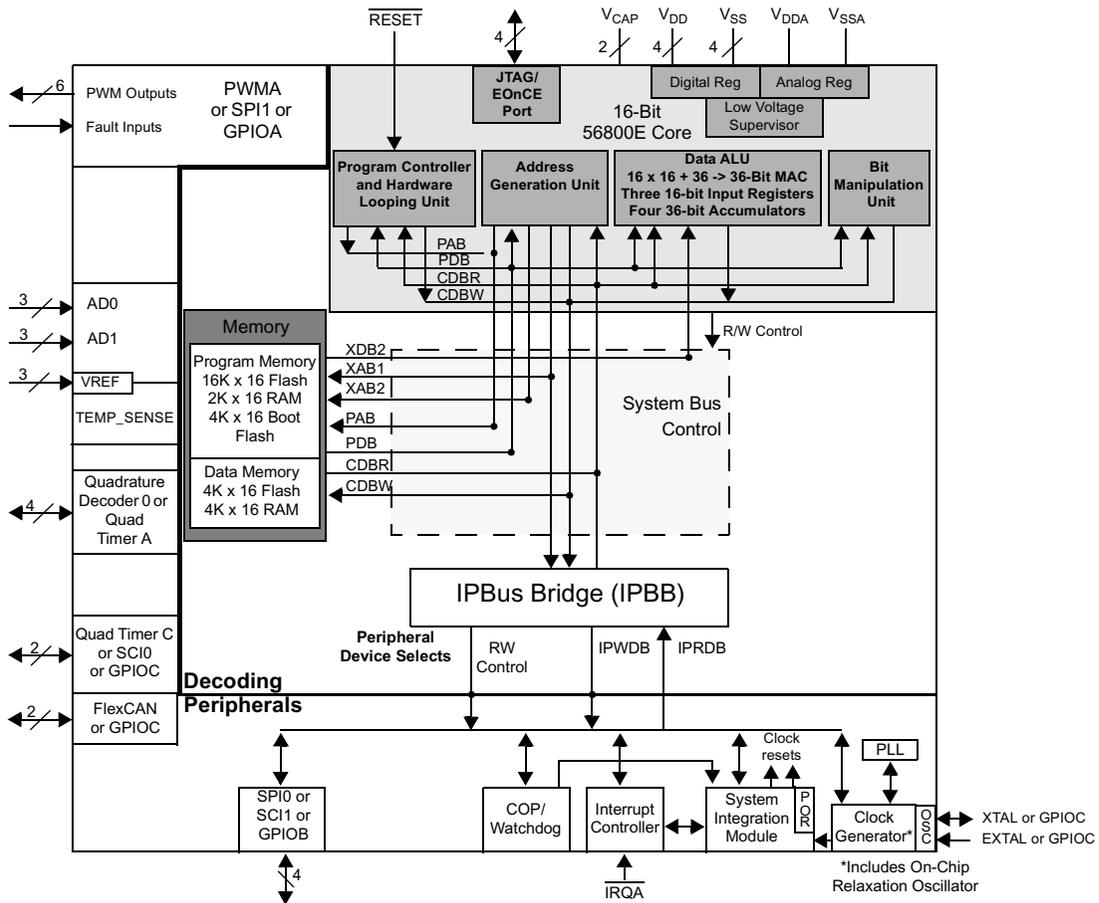 RESET
4
VCAP
VDD
VSS
VDDA
VSSA
2
4
4
6
PWM Outputs
Fault Inputs
PWMA
or SPI1 or
GPIOA
JTAG/
EOnCE
Port
Digital Reg
Analog Reg
Low Voltage
Supervisor
16-Bit
56800E Core
Program Controller
and Hardware
Looping Unit
Address
Generation Unit
Data ALU
16 x 16 + 36 -> 36-Bit MAC
Three 16-bit Input Registers
Four 36-bit Accumulators
Bit
Manipulation
Unit
PAB
PDB
CDBR
CDBW
3
AD0
3
AD1
3
VREF
TEMP_SENSE
Memory
Program Memory
16K x 16 Flash
2K x 16 RAM
4K x 16 Boot
Flash
Data Memory
4K x 16 Flash
4K x 16 RAM
R/W Control
XDB2
XAB1
XAB2
PAB
PDB
CDBR
CDBW
System Bus
Control
4
Quadrature
Decoder 0 or
Quad
Timer A
IPBus Bridge (IPBB)
2
Quad Timer C
or SCI0
or GPIOC
Peripheral
Device Selects
RW
Control
IPWDB
IPRDB
Decoding
Peripherals
2
FlexCAN
or GPIOC
Clock
resets
PLL
SPI0 or
SCI1 or
GPIOB
COP/
Watchdog
Interrupt
Controller
System
Integration
Module
POR
Clock
Generator*
OSC
XTAL or GPIOC
EXTAL or GPIOC
4
IRQA
*Includes On-Chip
Relaxation Oscillator